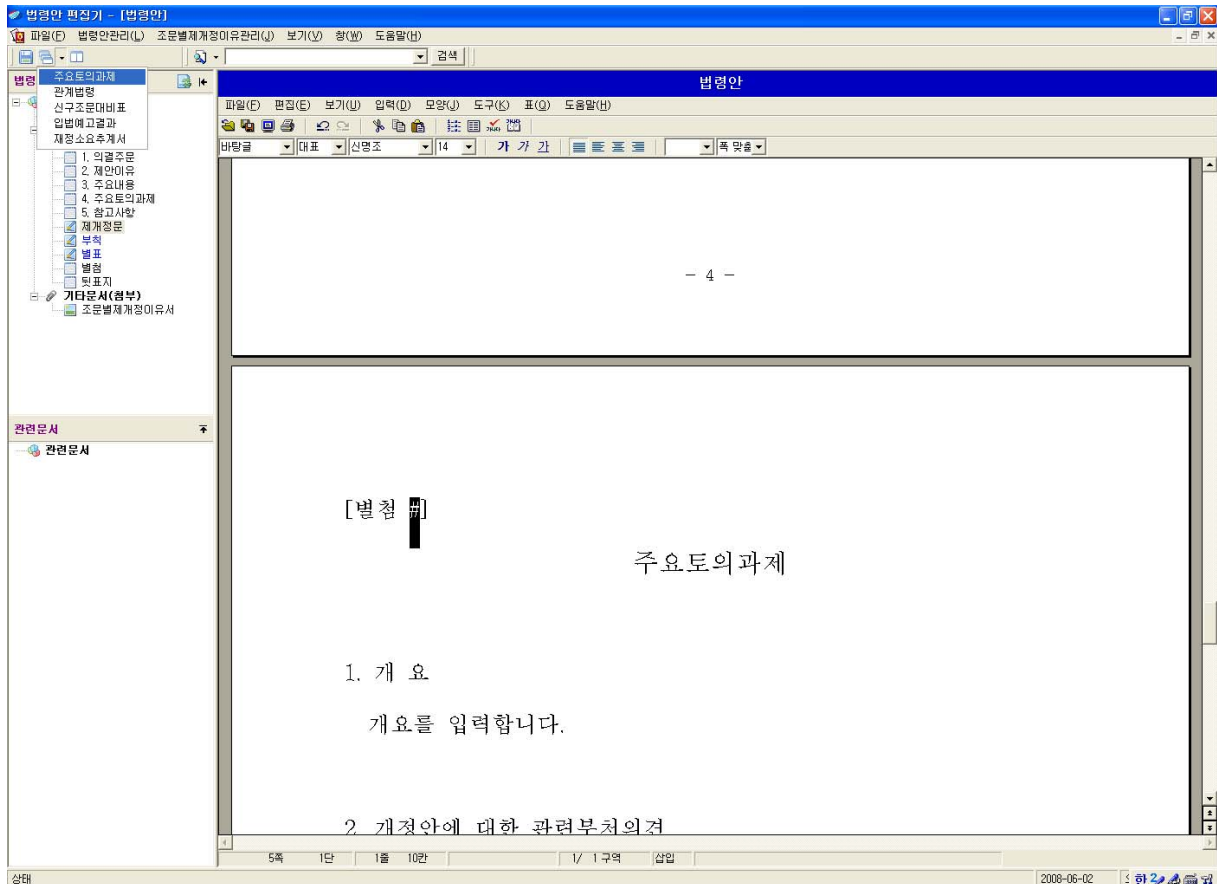 법령안 편집기 - [법령안]
파일(F) 법령안관리(L) 조문별제개정이유관리(J) 보기(V) 창(W) 도움말(H)
검색
법령
주요토의과제
관계법령
신구조문대비표
입법예고결과
재정소요추계서
1. 의결주문
2. 제안이유
3. 주요내용
4. 주요토의과제
5. 참고사항
제개정문
부칙
별표
별첨
뒷표지
기타문서(첨부)
조문별제개정이유서
관련문서
관련문서
법령안
파일(F) 편집(E) 보기(U) 입력(D) 모양(J) 도구(K) 표(Q) 도움말(H)
바탕글 대표 신명조 14 가 가 가 폭 맞춤
- 4 -
[별첨 #]
주요토의과제
1. 개 요
개요를 입력합니다.
2. 개정안에 대한 관련부처의견
5쪽 1단 1줄 10칸 1/ 1 구역 삽입
상태 2008-06-02 한